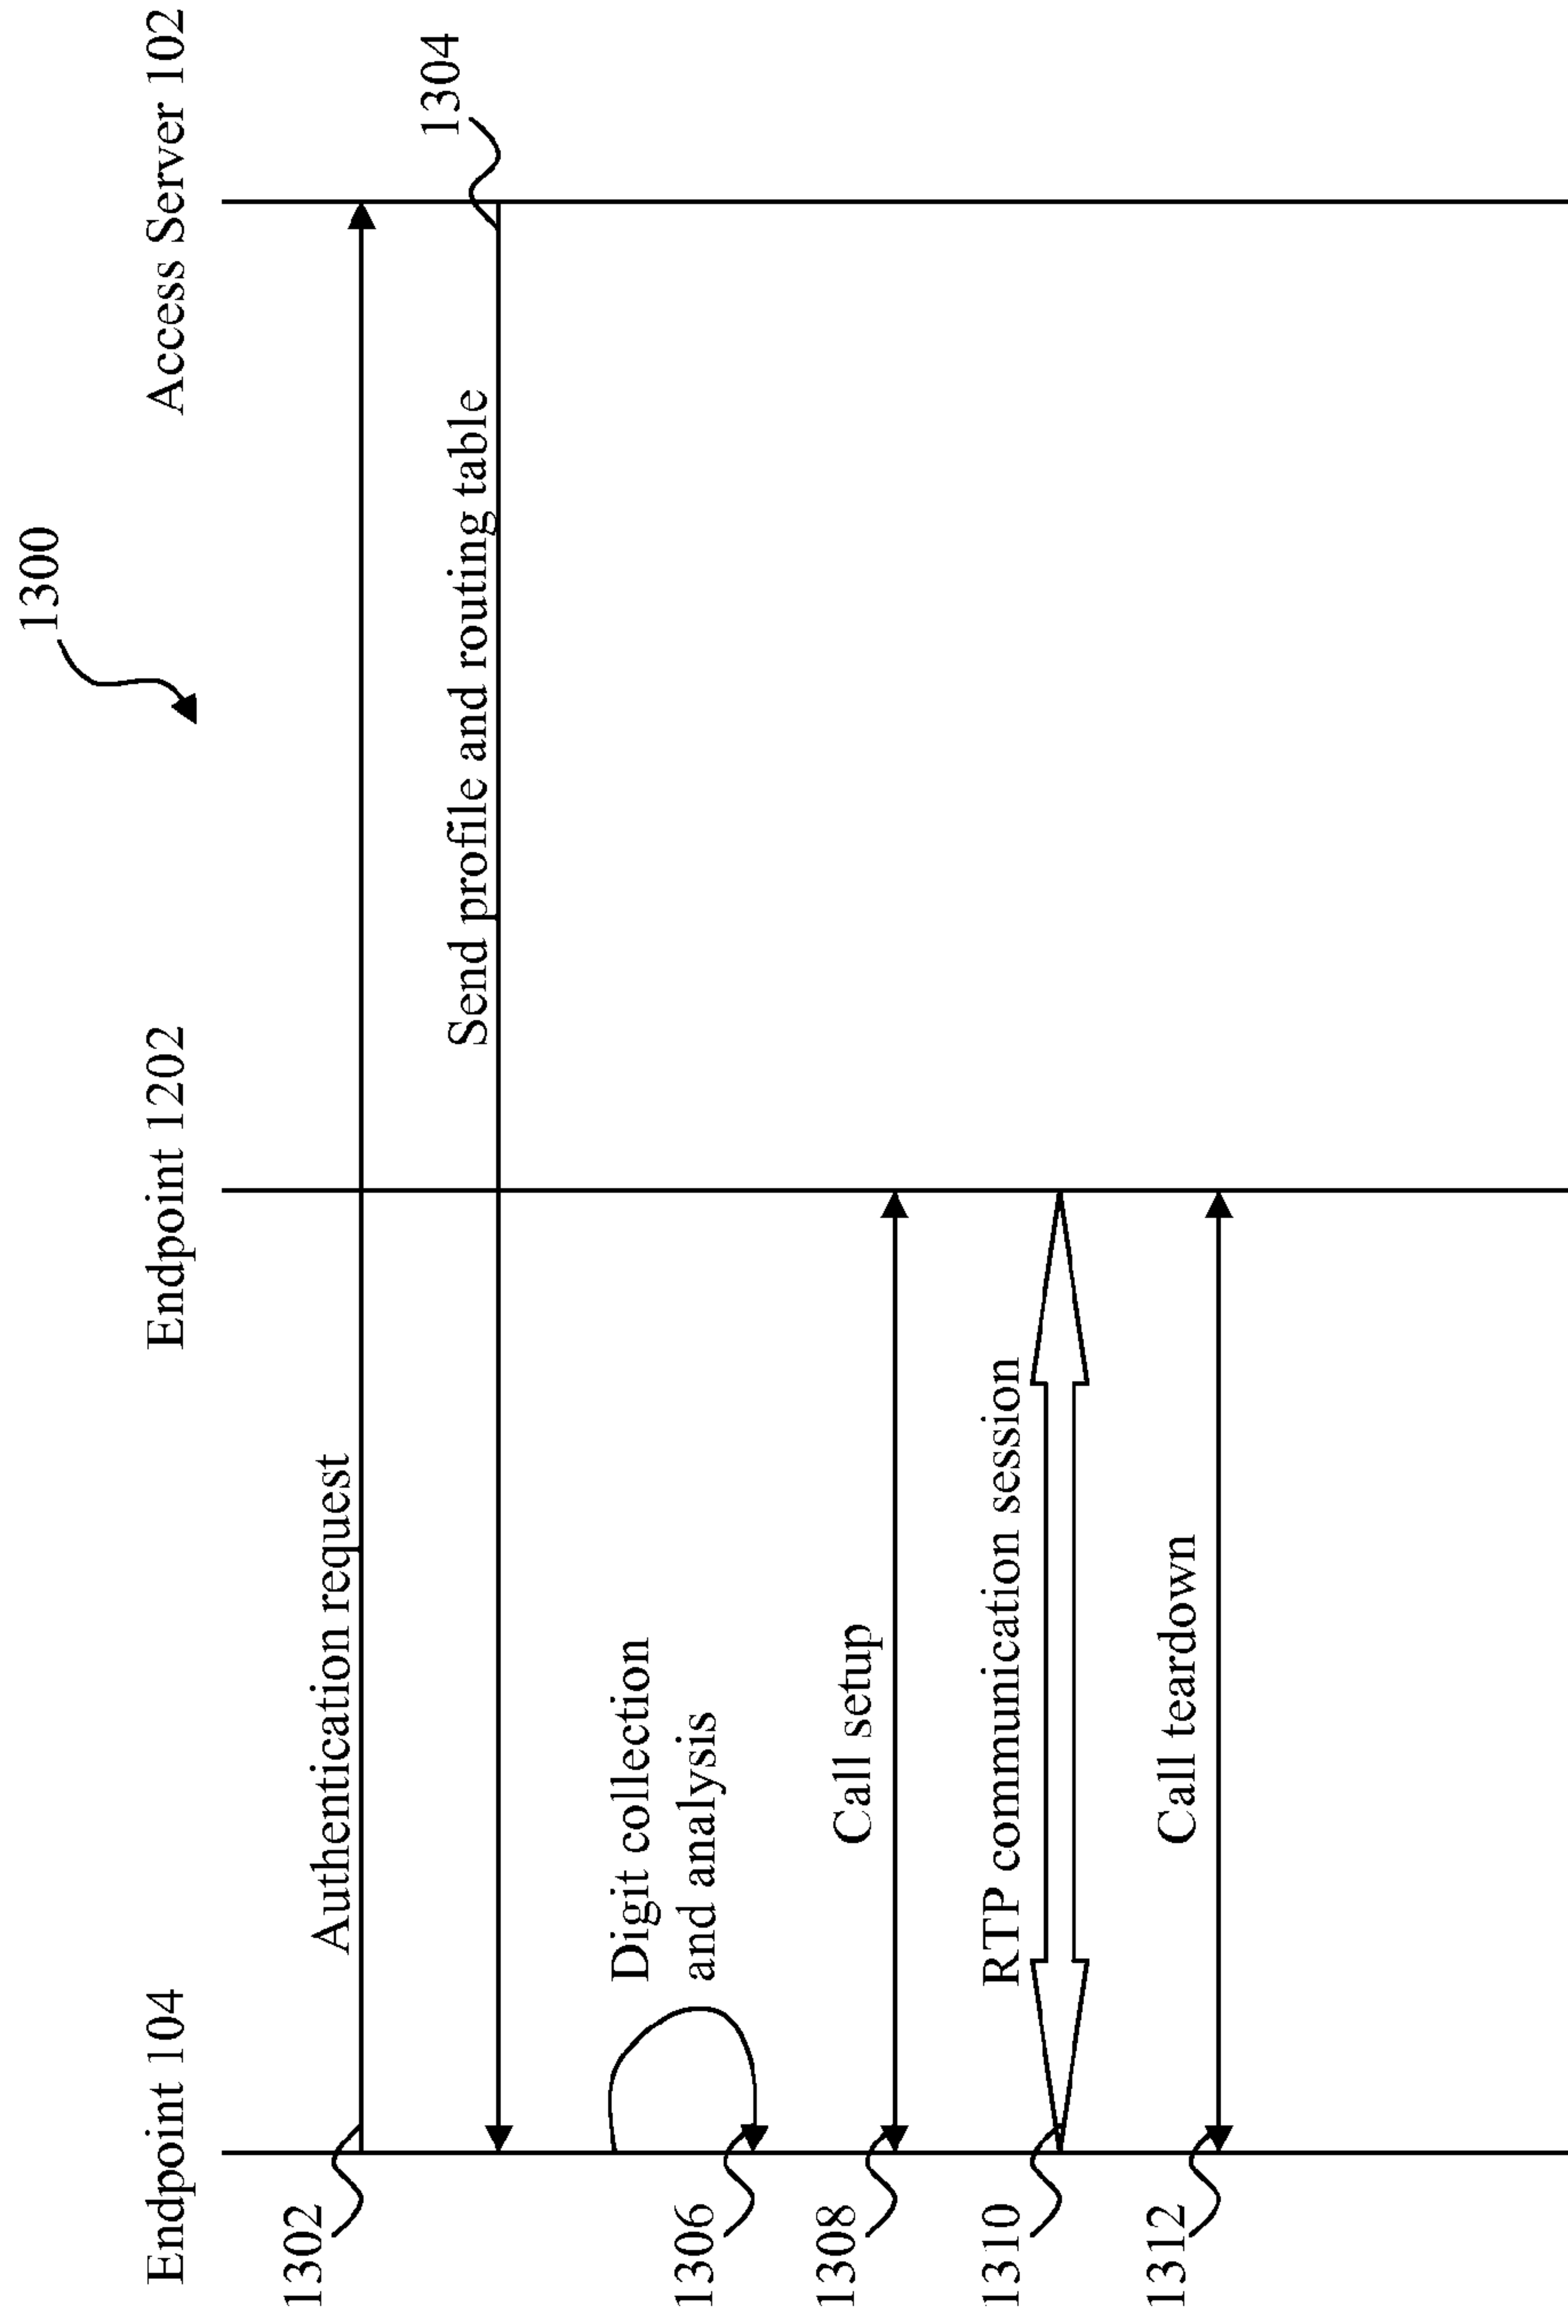 1300
Endpoint 104
Endpoint 1202
Access Server 102
1302
Authentication request
1304
Send profile and routing table
Digit collection
and analysis
1306
Call setup
1308
RTP communication session
1310
Call teardown
1312